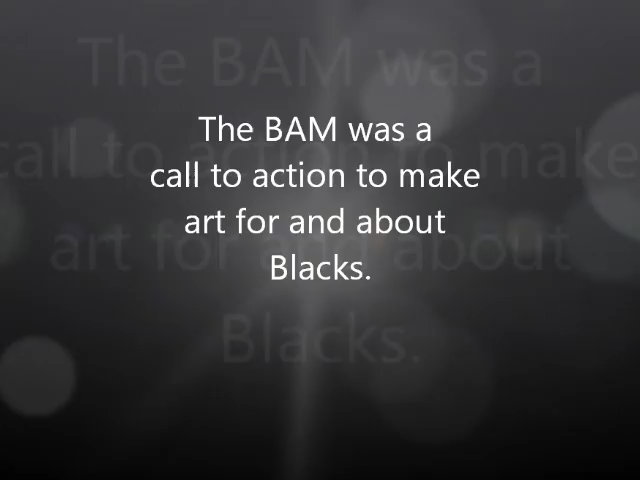 The BAM was a
call to action to make
art for and about
Blacks.